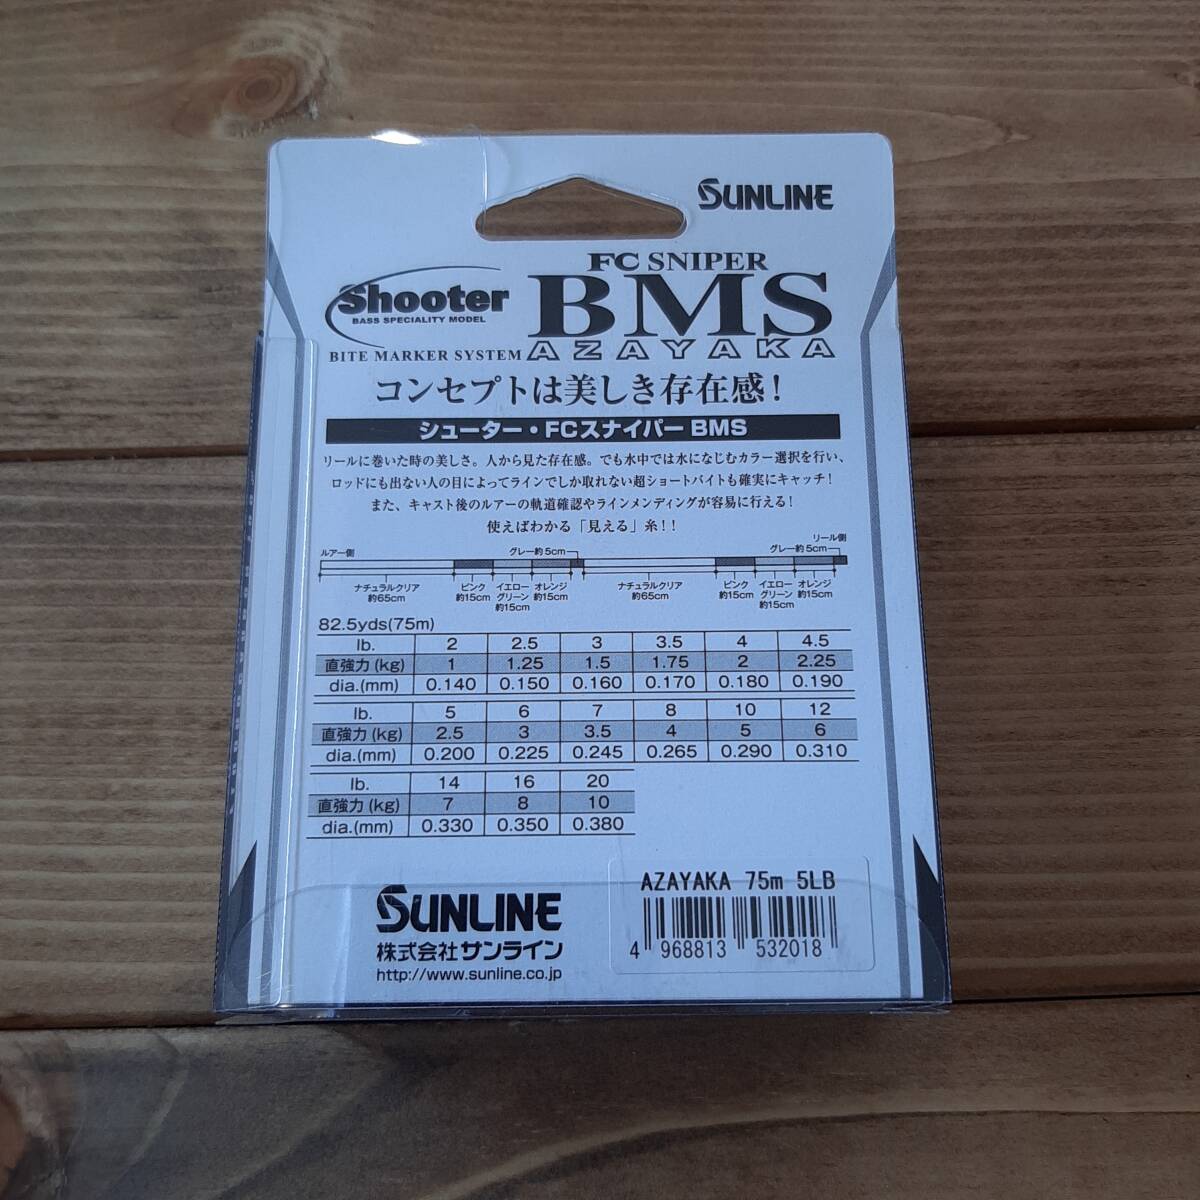 SUNLINE
FC SNIPER
Shooter
BASS SPECIALITY MODEL
BMS
BITE MARKER SYSTEM AZAYAKA
コンセプトは美しき存在感!
シューター・FCスナイパー BMS
リールに巻いた時の美しさ。人から見た存在感。でも水中では水になじむカラー選択を行い、
ロッドにも出ない人の目によってラインでしか取れない超ショートバイトも確実にキャッチ!
また、キャスト後のルアーの軌道確認やラインメンディングが容易に行える!
使えばわかる「見える」糸!!
ルアー側 グレー約5cm グレー約5cm リール側
ナチュラルクリア 約65cm ピンク 約15cm イエローグリーン 約15cm オレンジ 約15cm ナチュラルクリア 約65cm ピンク 約15cm イエローグリーン 約15cm オレンジ 約15cm
82.5yds(75m)
lb. 2 2.5 3 3.5 4 4.5
直強力(kg) 1 1.25 1.5 1.75 2 2.25
dia.(mm) 0.140 0.150 0.160 0.170 0.180 0.190
lb. 5 6 7 8 10 12
直強力(kg) 2.5 3 3.5 4 5 6
dia.(mm) 0.200 0.225 0.245 0.265 0.290 0.310
lb. 14 16 20
直強力(kg) 7 8 10
dia.(mm) 0.330 0.350 0.380
SUNLINE
株式会社サンライン
http://www.sunline.co.jp
AZAYAKA 75m 5LB
4 968813 532018